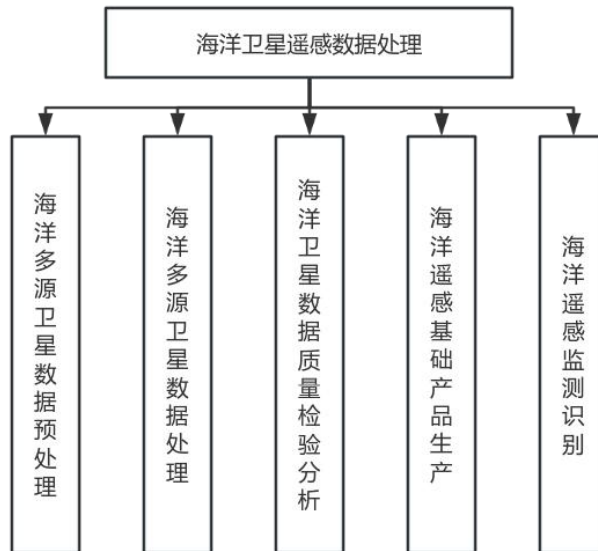 海洋卫星遥感数据处理
海洋多源卫星数据预处理
海洋多源卫星数据处理
海洋卫星数据质量检验分析
海洋遥感基础产品生产
海洋遥感监测识别